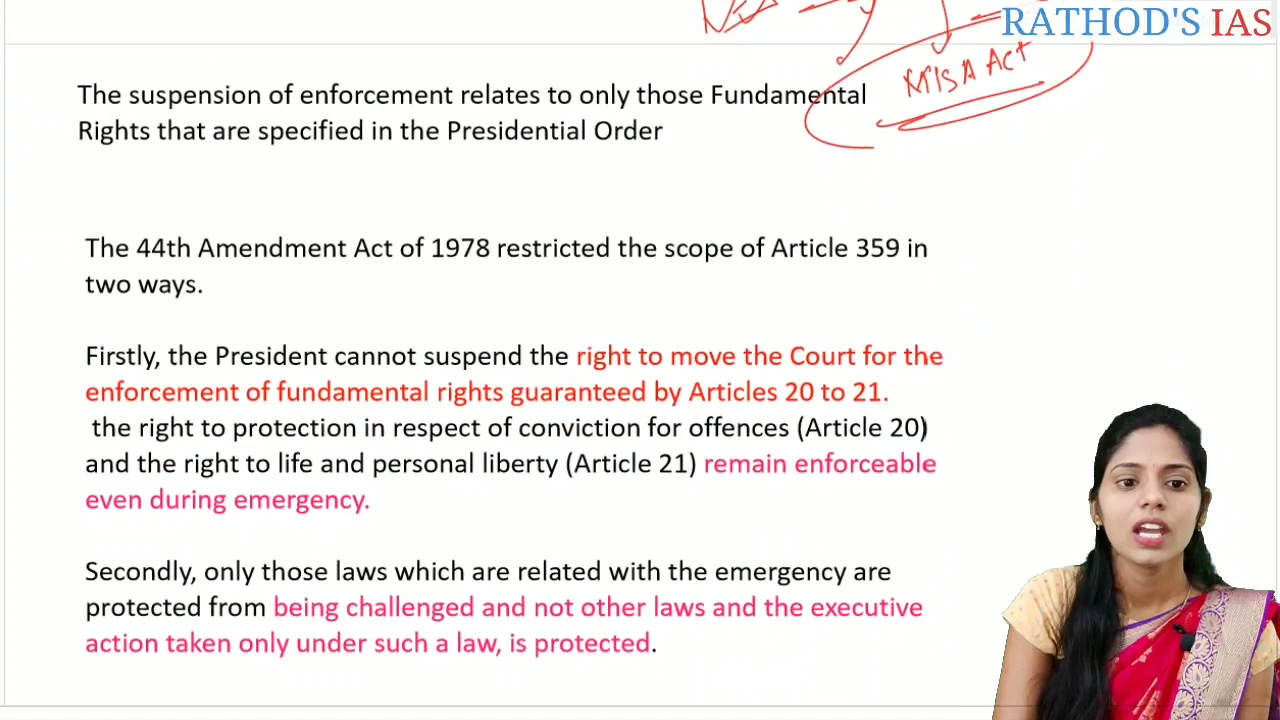 RATHOD'S IAS
MISA Act
The suspension of enforcement relates to only those Fundamental
Rights that are specified in the Presidential Order
The 44th Amendment Act of 1978 restricted the scope of Article 359 in
two ways.
Firstly, the President cannot suspend the right to move the Court for the
enforcement of fundamental rights guaranteed by Articles 20 to 21.
the right to protection in respect of conviction for offences (Article 20)
and the right to life and personal liberty (Article 21) remain enforceable
even during emergency.
Secondly, only those laws which are related with the emergency are
protected from being challenged and not other laws and the executive
action taken only under such a law, is protected.